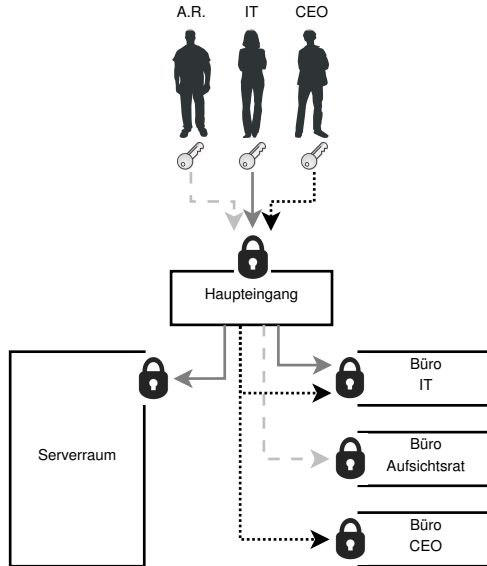 A.R. IT CEO
Haupteingang
Serverraum
Büro
IT
Büro
Aufsichtsrat
Büro
CEO